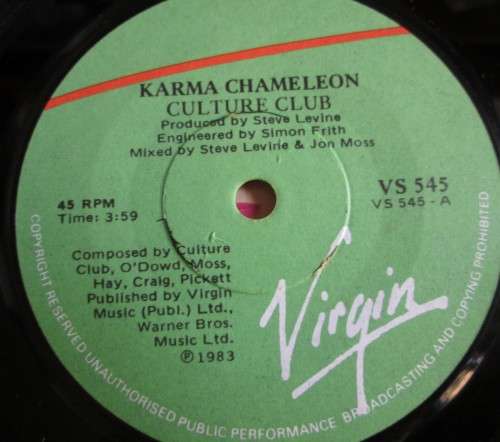 KARMA CHAMELEON
CULTURE CLUB
Produced by Steve Levine
Engineered by Simon Frith
Mixed by Steve Levine & Jon Moss
45 RPM
Time: 3:59
VS 545
VS 545 - A
Composed by Culture
Club, O'Dowd, Moss,
Hay, Craig, Pickett
Published by Virgin
Music (Publ.) Ltd.,
Warner Bros.
Music Ltd.
℗ 1983
Virgin
COPYRIGHT RESERVED UNAUTHORISED PUBLIC PERFORMANCE BROADCASTING AND COPYING PROHIBITED